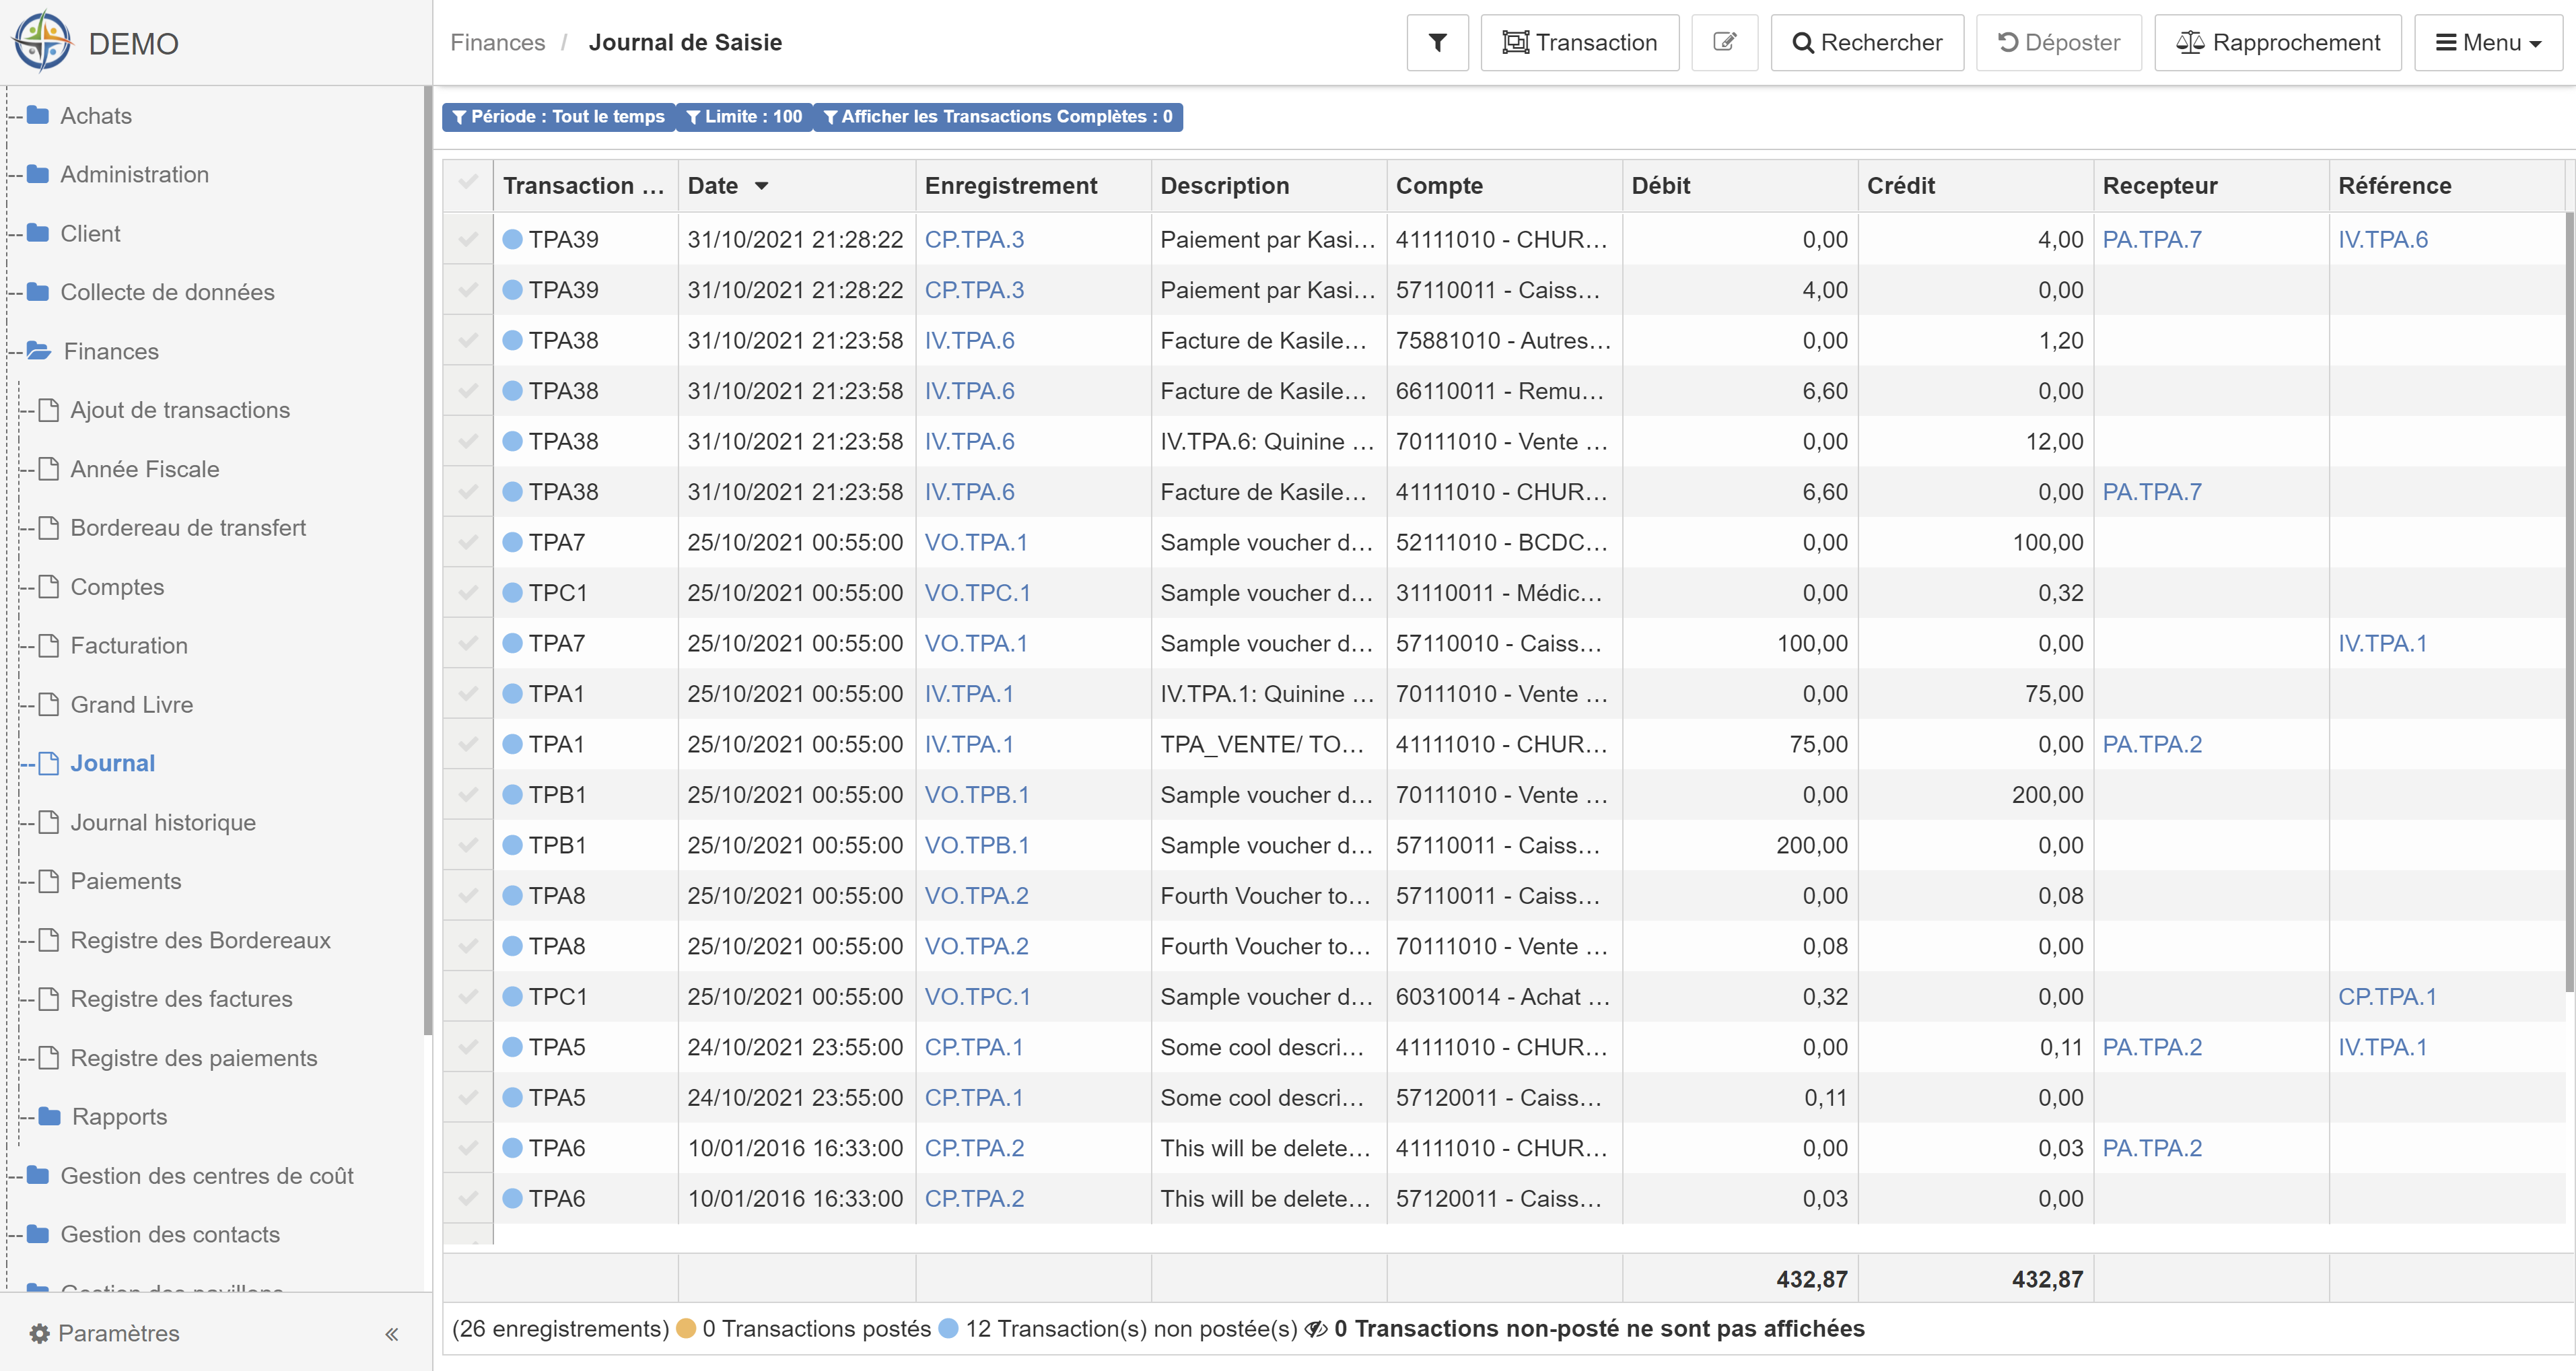 DEMO
Finances / Journal de Saisie
Transaction
Rechercher
Déposter
Rapprochement
Menu
Achats
Administration
Client
Collecte de données
Finances
Ajout de transactions
Année Fiscale
Bordereau de transfert
Comptes
Facturation
Grand Livre
Journal
Journal historique
Paiements
Registre des Bordereaux
Registre des factures
Registre des paiements
Rapports
Gestion des centres de coût
Gestion des contacts
Gestion des pavillons
Paramètres
Période : Tout le temps Limite : 100 Afficher les Transactions Complètes : 0
Transaction ... Date Enregistrement Description Compte Débit Crédit Recepteur Référence
TPA39 31/10/2021 21:28:22 CP.TPA.3 Paiement par Kasi... 41111010 - CHUR... 0,00 4,00 PA.TPA.7 IV.TPA.6
TPA39 31/10/2021 21:28:22 CP.TPA.3 Paiement par Kasi... 57110011 - Caiss... 4,00 0,00
TPA38 31/10/2021 21:23:58 IV.TPA.6 Facture de Kasile... 75881010 - Autres... 0,00 1,20
TPA38 31/10/2021 21:23:58 IV.TPA.6 Facture de Kasile... 66110011 - Remu... 6,60 0,00
TPA38 31/10/2021 21:23:58 IV.TPA.6 IV.TPA.6: Quinine ... 70111010 - Vente ... 0,00 12,00
TPA38 31/10/2021 21:23:58 IV.TPA.6 Facture de Kasile... 41111010 - CHUR... 6,60 0,00 PA.TPA.7
TPA7 25/10/2021 00:55:00 VO.TPA.1 Sample voucher d... 52111010 - BCDC... 0,00 100,00
TPC1 25/10/2021 00:55:00 VO.TPC.1 Sample voucher d... 31110011 - Médic... 0,00 0,32
TPA7 25/10/2021 00:55:00 VO.TPA.1 Sample voucher d... 57110010 - Caiss... 100,00 0,00 IV.TPA.1
TPA1 25/10/2021 00:55:00 IV.TPA.1 IV.TPA.1: Quinine ... 70111010 - Vente ... 0,00 75,00
TPA1 25/10/2021 00:55:00 IV.TPA.1 TPA_VENTE/ TO... 41111010 - CHUR... 75,00 0,00 PA.TPA.2
TPB1 25/10/2021 00:55:00 VO.TPB.1 Sample voucher d... 70111010 - Vente ... 0,00 200,00
TPB1 25/10/2021 00:55:00 VO.TPB.1 Sample voucher d... 57110011 - Caiss... 200,00 0,00
TPA8 25/10/2021 00:55:00 VO.TPA.2 Fourth Voucher to... 57110011 - Caiss... 0,00 0,08
TPA8 25/10/2021 00:55:00 VO.TPA.2 Fourth Voucher to... 70111010 - Vente ... 0,08 0,00
TPC1 25/10/2021 00:55:00 VO.TPC.1 Sample voucher d... 60310014 - Achat ... 0,32 0,00 CP.TPA.1
TPA5 24/10/2021 23:55:00 CP.TPA.1 Some cool descri... 41111010 - CHUR... 0,00 0,11 PA.TPA.2 IV.TPA.1
TPA5 24/10/2021 23:55:00 CP.TPA.1 Some cool descri... 57120011 - Caiss... 0,11 0,00
TPA6 10/01/2016 16:33:00 CP.TPA.2 This will be delete... 41111010 - CHUR... 0,00 0,03 PA.TPA.2
TPA6 10/01/2016 16:33:00 CP.TPA.2 This will be delete... 57120011 - Caiss... 0,03 0,00
432,87 432,87
(26 enregistrements) 0 Transactions postés 12 Transaction(s) non postée(s) 0 Transactions non-posté ne sont pas affichées